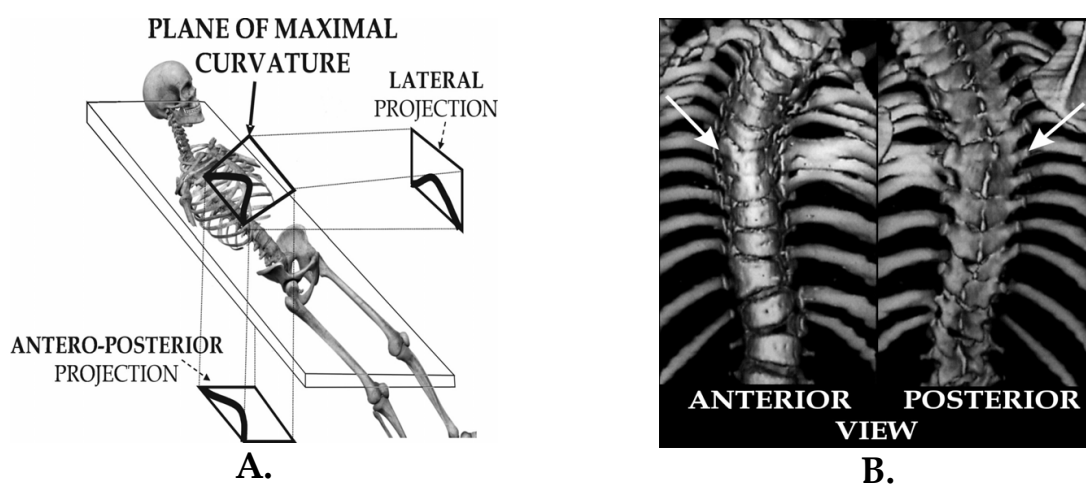 PLANE OF MAXIMAL
CURVATURE
LATERAL
PROJECTION
ANTERO-POSTERIOR
PROJECTION
A.
ANTERIOR POSTERIOR
VIEW
B.